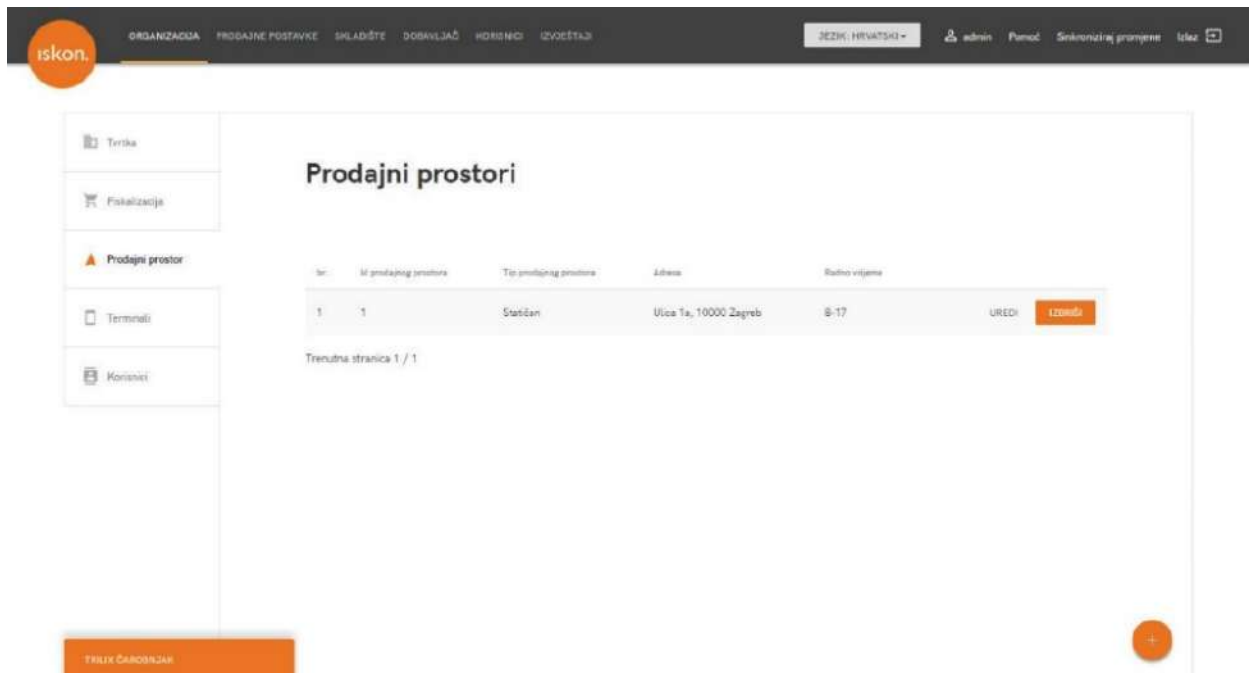 iskon.
ORGANIZACIJA PRODAJNE POSTAVKE SKLADIŠTE DOBAVLJAČ KORISNICI IZVJEŠTAJI
JEZIK: HRVATSKI
admin Pomoć Sinkroniziraj promjene Izlaz
Tvrtka
Fiskalizacija
Prodajni prostor
Terminali
Korisnici
Prodajni prostori
br. Id prodajnog prostora Tip prodajnog prostora Adresa Radno vrijeme
1 1 Statičan Ulica 1a, 10000 Zagreb 8-17 UREDI IZBRIŠI
Trenutna stranica 1 / 1
+
TRILIX ČAROBNJAK